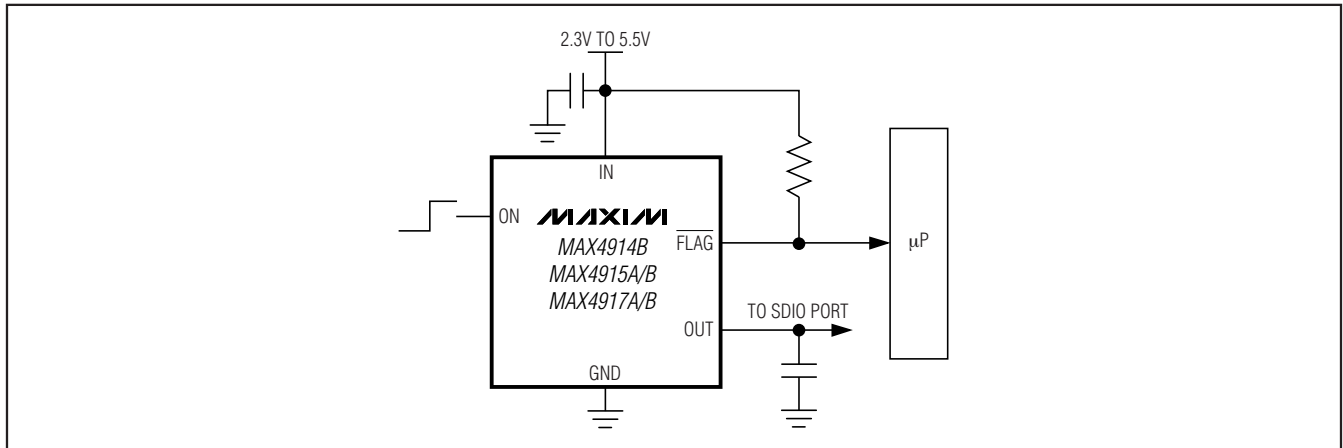 2.3V TO 5.5V
IN
ON
MAXIM
FLAG
MAX4914B
MAX4915A/B
MAX4917A/B
µP
TO SDIO PORT
OUT
GND